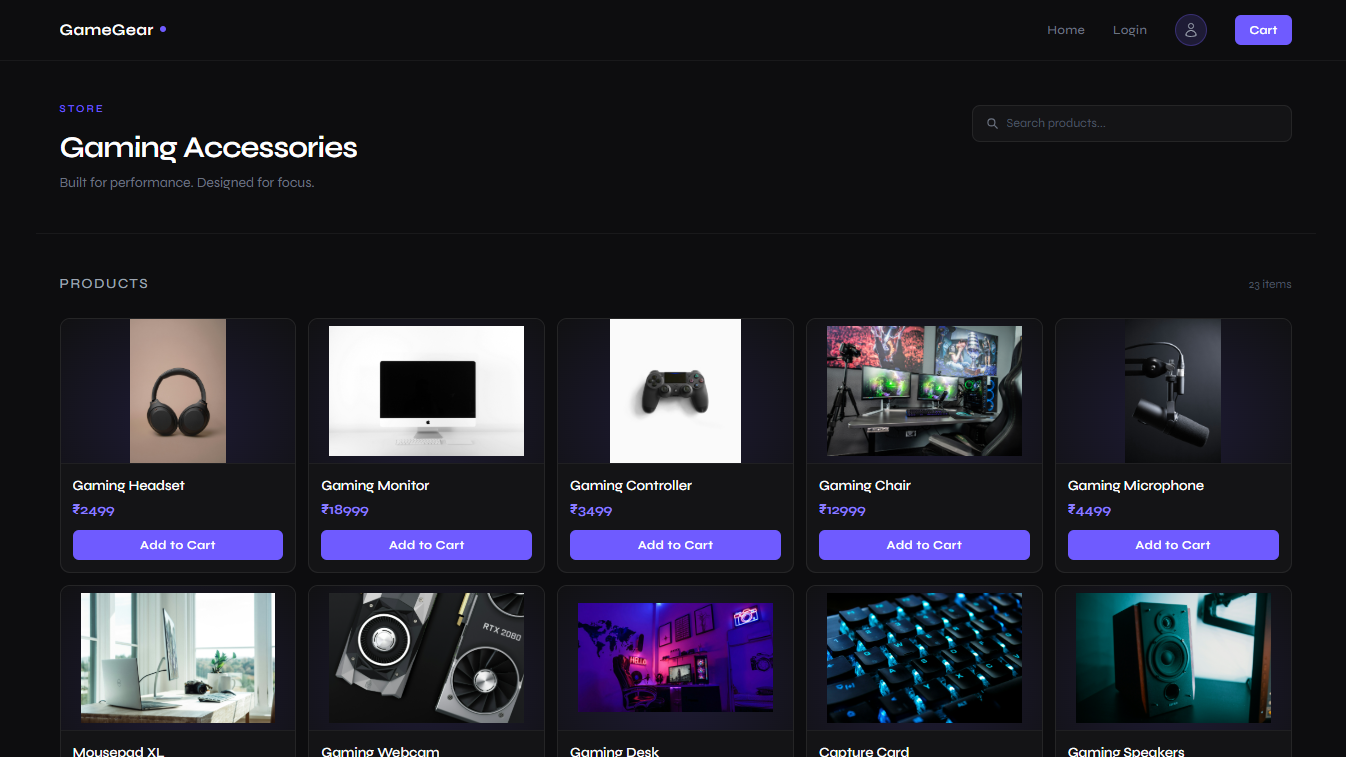 GameGear
Home Login Cart
STORE
Gaming Accessories
Built for performance. Designed for focus.
Search products...
PRODUCTS
23 items
Gaming Headset
₹2499
Add to Cart
Gaming Monitor
₹18999
Add to Cart
Gaming Controller
₹3499
Add to Cart
Gaming Chair
₹12999
Add to Cart
Gaming Microphone
₹4499
Add to Cart
RTX 2080
HELLO
Mousepad XL
Gaming Webcam
Gaming Desk
Capture Card
Gaming Speakers